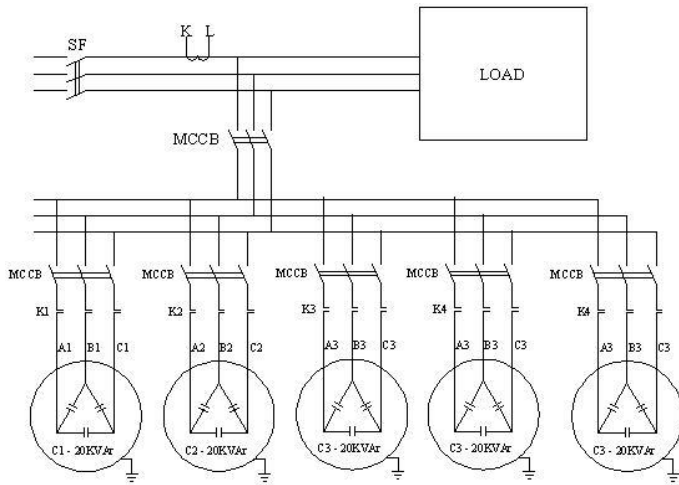 K L
SF
LOAD
MCCB
MCCB MCCB MCCB MCCB MCCB
K1 K2 K3 K4 K4
A1 B1 C1 A2 B2 C2 A3 B3 C3 A3 B3 C3 A3 B3 C3
C1 - 20KVAr C2 - 20KVAr C3 - 20KVAr C3 - 20KVAr C3 - 20KVAr